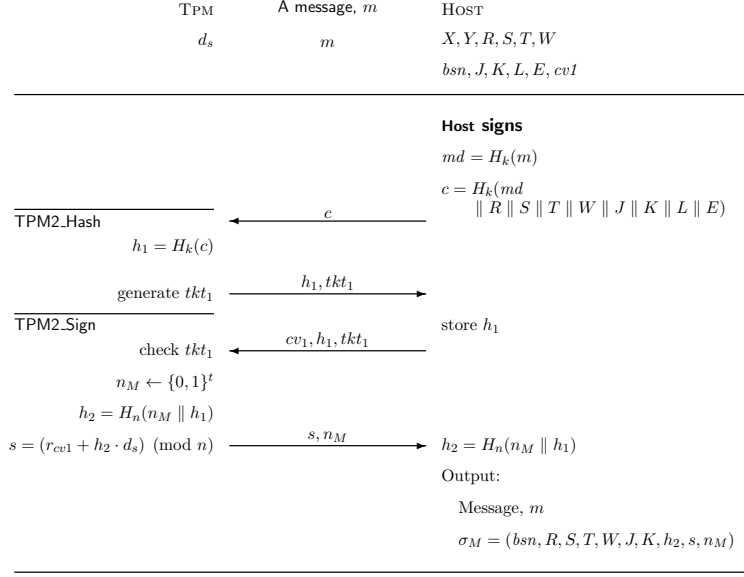 TPM A message, m HOST
d_s m X, Y, R, S, T, W
bsn, J, K, L, E, cv1
Host signs
md = H_k(m)
c = H_k(md
‖ R ‖ S ‖ T ‖ W ‖ J ‖ K ‖ L ‖ E)
c
TPM2_Hash
h_1 = H_k(c)
generate tkt_1 h_1, tkt_1
TPM2_Sign store h_1
check tkt_1 cv_1, h_1, tkt_1
n_M ← {0, 1}^t
h_2 = H_n(n_M ‖ h_1)
s = (r_{cv1} + h_2 · d_s) (mod n) s, n_M h_2 = H_n(n_M ‖ h_1)
Output:
Message, m
σ_M = (bsn, R, S, T, W, J, K, h_2, s, n_M)